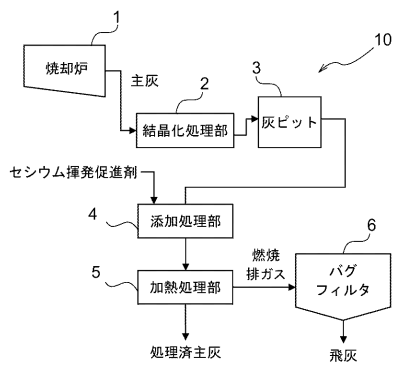 1
焼却炉
主灰
2
結晶化処理部
3
灰ピット
10
セシウム揮発促進剤
4
添加処理部
5
加熱処理部
燃焼
排ガス
6
バグ
フィルタ
処理済主灰
飛灰